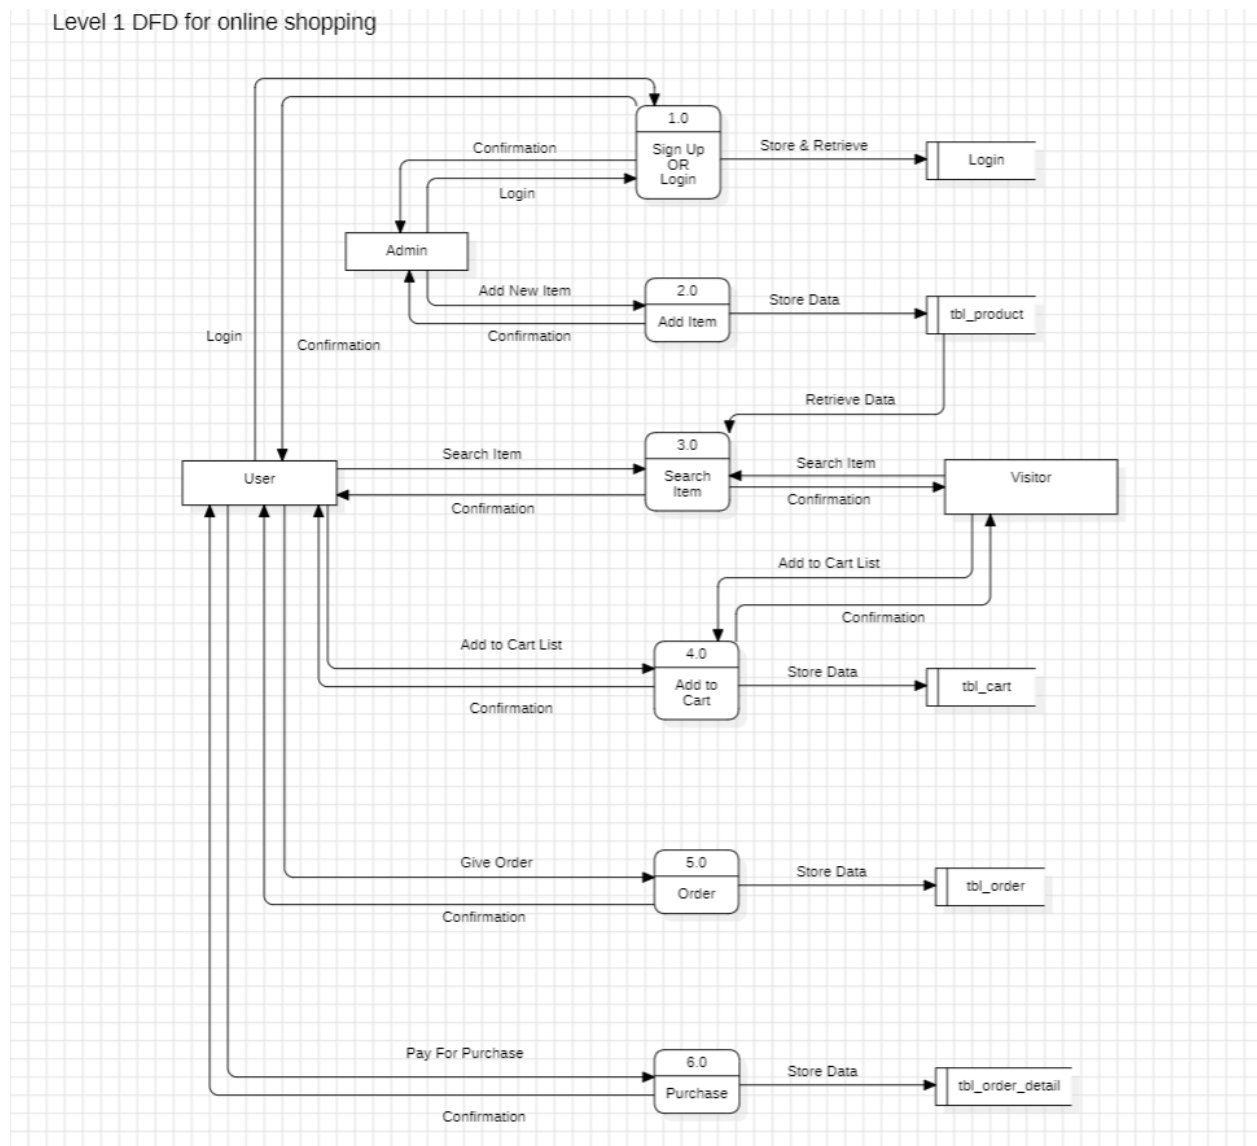 Level 1 DFD for online shopping
1.0
Confirmation
Sign Up
OR
Login
Store & Retrieve
Login
Login
Admin
Add New Item
2.0
Add Item
Store Data
tbl_product
Confirmation
Login
Confirmation
Retrieve Data
3.0
Search
Item
Search Item
Search Item
Visitor
User
Confirmation
Confirmation
Add to Cart List
Confirmation
Add to Cart List
4.0
Add to
Cart
Store Data
tbl_cart
Confirmation
Give Order
5.0
Order
Store Data
tbl_order
Confirmation
Pay For Purchase
6.0
Purchase
Store Data
tbl_order_detail
Confirmation